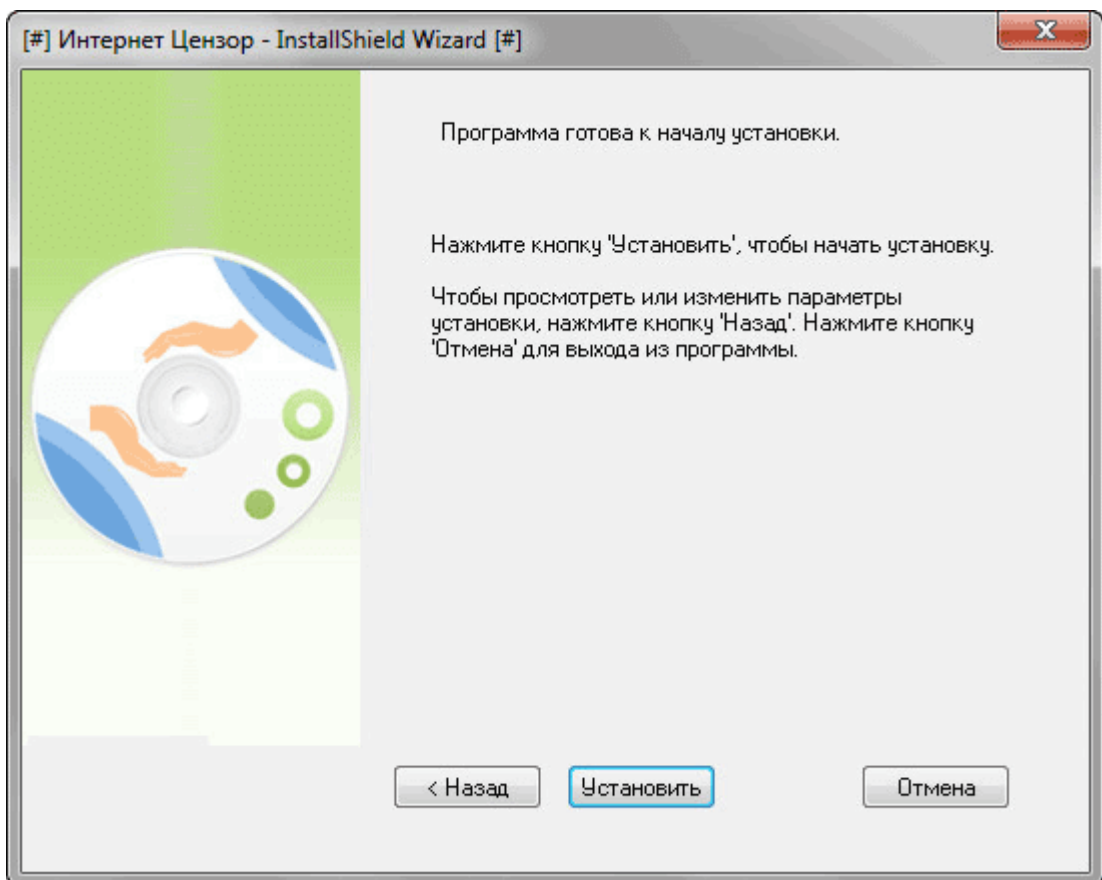 [#] Интернет Цензор - InstallShield Wizard [#]
Программа готова к началу установки.
Нажмите кнопку 'Установить', чтобы начать установку.
Чтобы просмотреть или изменить параметры
установки, нажмите кнопку 'Назад'. Нажмите кнопку
'Отмена' для выхода из программы.
< Назад
Установить
Отмена